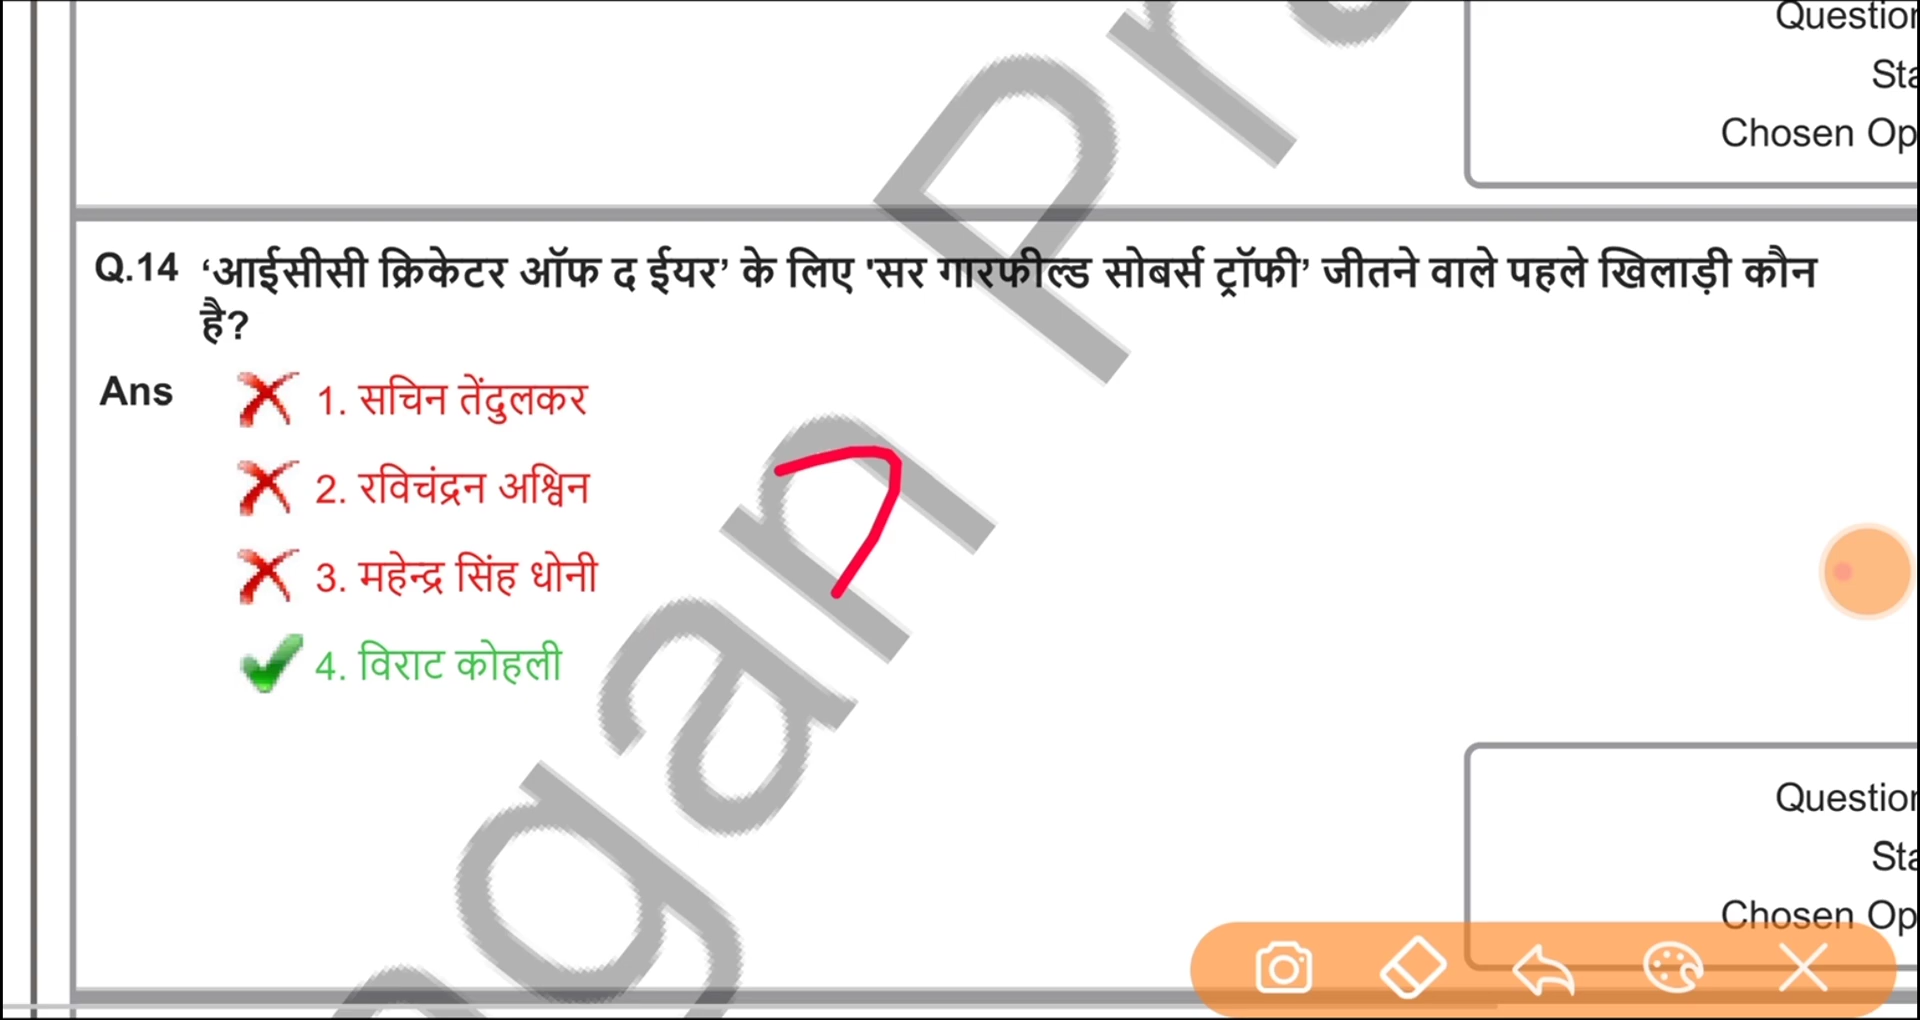 Question
Sta
Chosen Op
Q.14 ‘आईसीसी क्रिकेटर ऑफ द ईयर’ के लिए 'सर गारफील्ड सोबर्स ट्रॉफी’ जीतने वाले पहले खिलाड़ी कौन
है?
Ans 1. सचिन तेंदुलकर
2. रविचंद्रन अश्विन
3. महेन्द्र सिंह धोनी
4. विराट कोहली
Question
Sta
Chosen Op